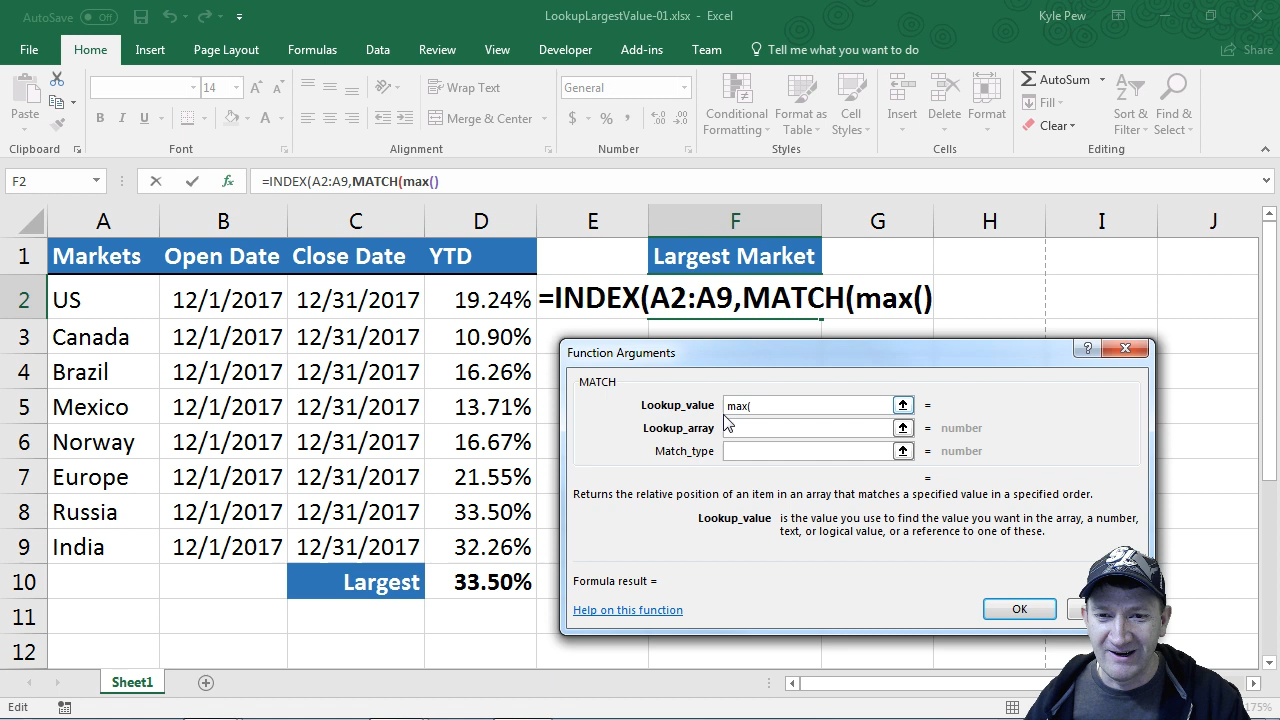 AutoSave Off LookupLargestValue-01.xlsx - Excel Kyle Pew
File Home Insert Page Layout Formulas Data Review View Developer Add-ins Team Tell me what you want to do Share
Paste 14 A A Wrap Text General Conditional Formatting Format as Table Cell Styles Insert Delete Format AutoSum Fill Clear Sort & Filter Find & Select
B I U A Merge & Center $ % , .0 .00
Clipboard Font Alignment Number Styles Cells Editing
F2 fx =INDEX(A2:A9,MATCH(max()
A B C D E F G H I J
1 Markets Open Date Close Date YTD Largest Market
2 US 12/1/2017 12/31/2017 19.24% =INDEX(A2:A9,MATCH(max()
3 Canada 12/1/2017 12/31/2017 10.90%
4 Brazil 12/1/2017 12/31/2017 16.26%
5 Mexico 12/1/2017 12/31/2017 13.71%
6 Norway 12/1/2017 12/31/2017 16.67%
7 Europe 12/1/2017 12/31/2017 21.55%
8 Russia 12/1/2017 12/31/2017 33.50%
9 India 12/1/2017 12/31/2017 32.26%
10 Largest 33.50%
11
12
Function Arguments ?
MATCH
Lookup_value max( =
Lookup_array = number
Match_type = number
=
Returns the relative position of an item in an array that matches a specified value in a specified order.
Lookup_value is the value you use to find the value you want in the array, a number,
text, or logical value, or a reference to one of these.
Formula result =
Help on this function OK
Sheet1
Edit 175%